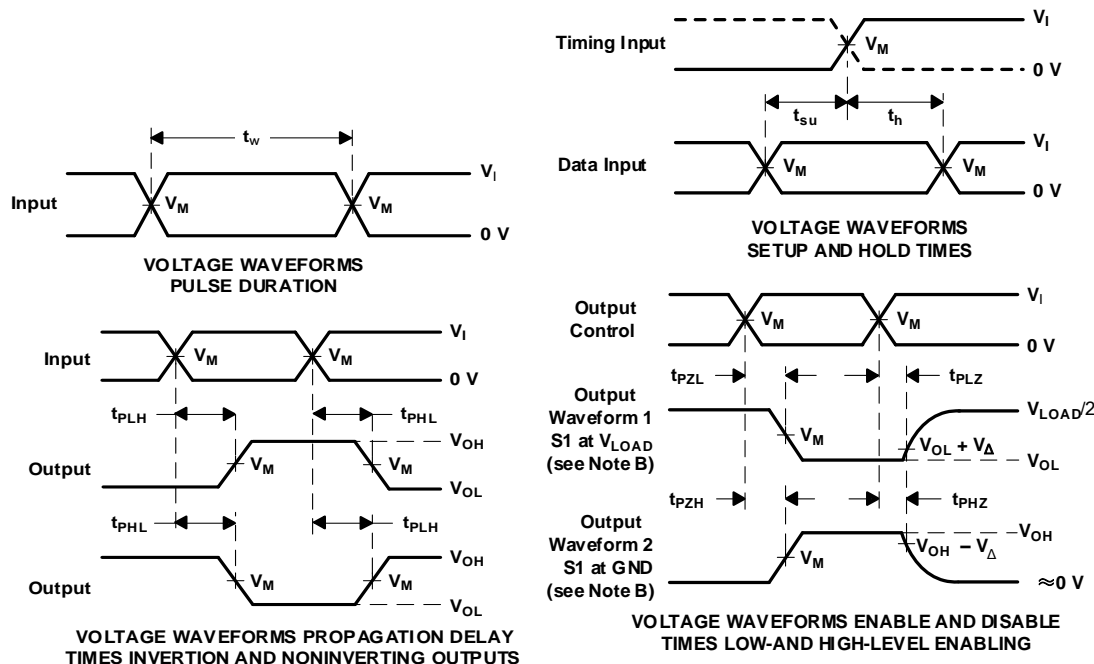 t_w
V_I
Input
V_M
V_M
0 V
VOLTAGE WAVEFORMS
PULSE DURATION
V_I
Timing Input
V_M
0 V
t_su
t_h
V_I
Data Input
V_M
V_M
0 V
VOLTAGE WAVEFORMS
SETUP AND HOLD TIMES
V_I
Input
V_M
V_M
0 V
t_PLH
t_PHL
V_OH
Output
V_M
V_M
V_OL
t_PHL
t_PLH
V_OH
Output
V_M
V_M
V_OL
VOLTAGE WAVEFORMS PROPAGATION DELAY
TIMES INVERTION AND NONINVERTING OUTPUTS
V_I
Output
Control
V_M
V_M
0 V
t_PZL
t_PLZ
Output
Waveform 1
S1 at V_LOAD
(see Note B)
V_LOAD/2
V_M
V_OL + V_Δ
V_OL
t_PZH
t_PHZ
Output
Waveform 2
S1 at GND
(see Note B)
V_OH
V_M
V_OH – V_Δ
≈0 V
VOLTAGE WAVEFORMS ENABLE AND DISABLE
TIMES LOW-AND HIGH-LEVEL ENABLING